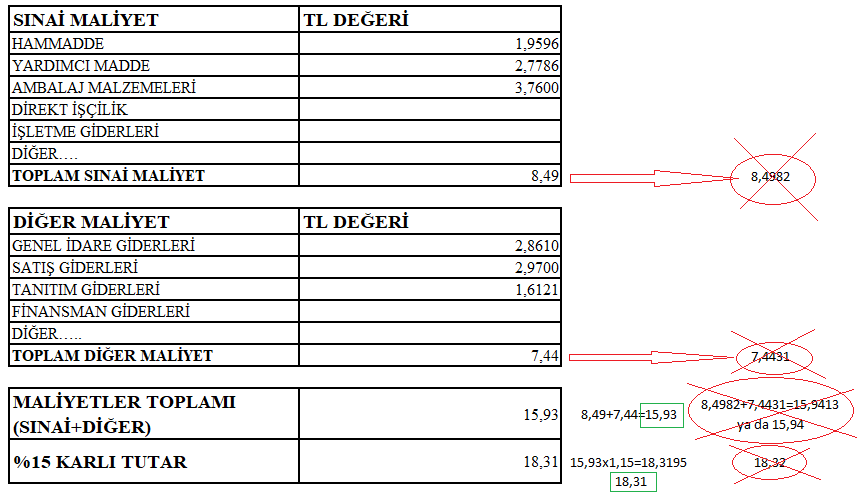 SINAİ MALİYET TL DEĞERİ
HAMMADDE 1,9596
YARDIMCI MADDE 2,7786
AMBALAJ MALZEMELERİ 3,7600
DİREKT İŞÇİLİK
İŞLETME GİDERLERİ
DİĞER....
TOPLAM SINAİ MALİYET 8,49 8,4982
DİĞER MALİYET TL DEĞERİ
GENEL İDARE GİDERLERİ 2,8610
SATIŞ GİDERLERİ 2,9700
TANITIM GİDERLERİ 1,6121
FİNANSMAN GİDERLERİ
DİĞER.....
TOPLAM DİĞER MALİYET 7,44 7,4431
MALİYETLER TOPLAMI
(SINAİ+DİĞER) 15,93 8,49+7,44=15,93
8,4982+7,4431=15,9413
ya da 15,94
%15 KARLI TUTAR 18,31 15,93x1,15=18,3195 18,32
18,31